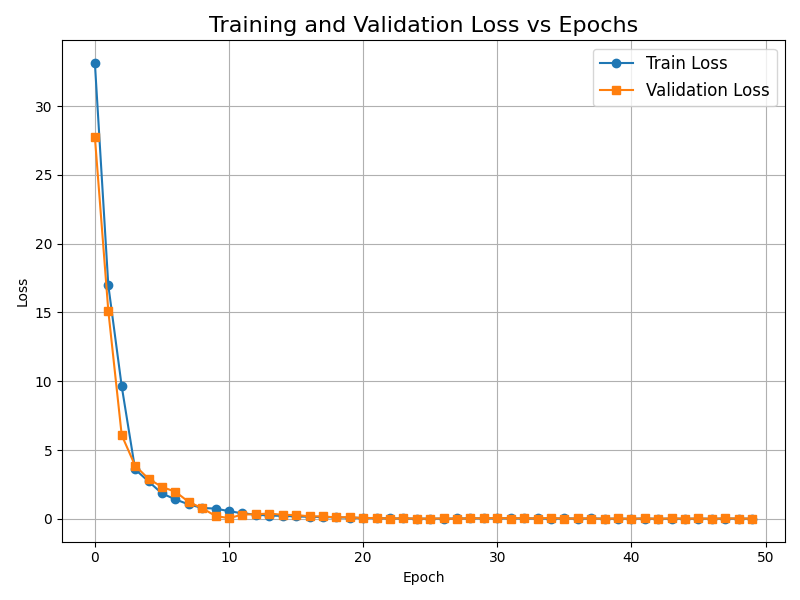 Training and Validation Loss vs Epochs
Train Loss
Validation Loss
30
25
20
15
10
5
0
Loss
0 10 20 30 40 50
Epoch